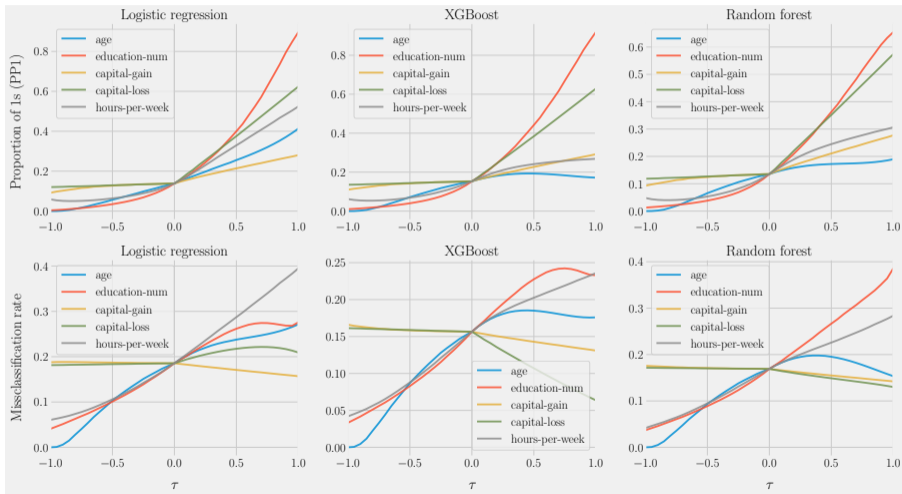 Logistic regression
XGBoost
Random forest
Proportion of 1s (PP1)
0.8
0.6
0.4
0.2
0.0
age
education-num
capital-gain
capital-loss
hours-per-week
−1.0 −0.5 0.0 0.5 1.0
0.8
0.6
0.4
0.2
0.0
age
education-num
capital-gain
capital-loss
hours-per-week
−1.0 −0.5 0.0 0.5 1.0
0.6
0.5
0.4
0.3
0.2
0.1
0.0
age
education-num
capital-gain
capital-loss
hours-per-week
−1.0 −0.5 0.0 0.5 1.0
Logistic regression
XGBoost
Random forest
Missclassification rate
0.4
0.3
0.2
0.1
0.0
age
education-num
capital-gain
capital-loss
hours-per-week
−1.0 −0.5 0.0 0.5 1.0
τ
0.25
0.20
0.15
0.10
0.05
0.00
age
education-num
capital-gain
capital-loss
hours-per-week
−1.0 −0.5 0.0 0.5 1.0
τ
0.4
0.3
0.2
0.1
0.0
age
education-num
capital-gain
capital-loss
hours-per-week
−1.0 −0.5 0.0 0.5 1.0
τ